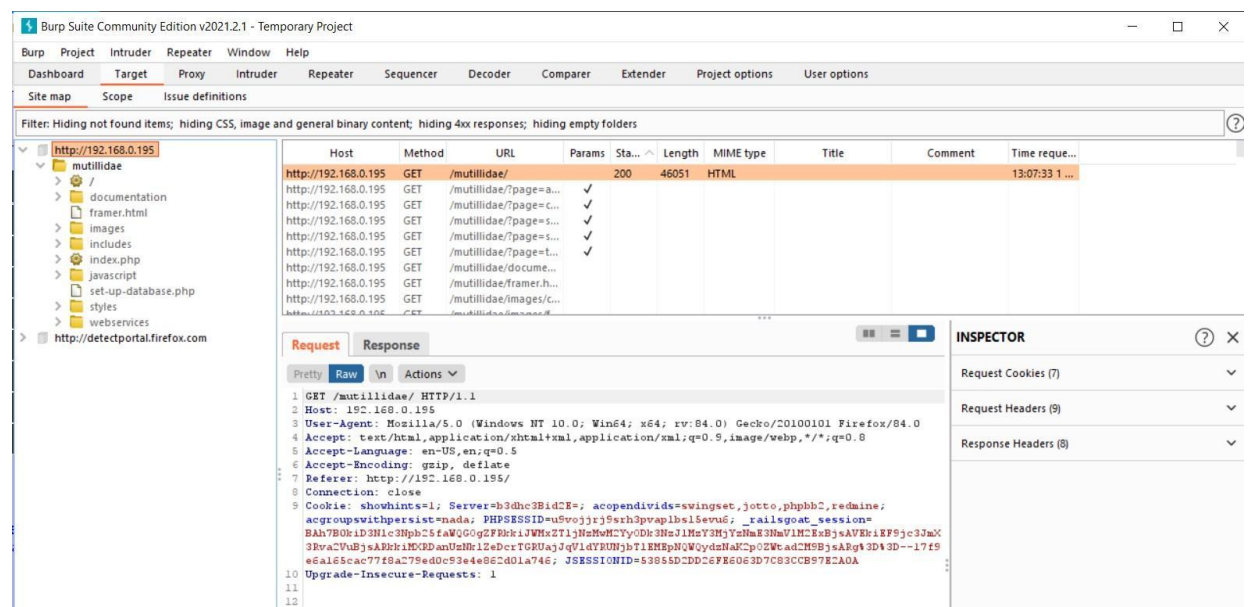 Burp Suite Community Edition v2021.2.1 - Temporary Project
Burp Project Intruder Repeater Window Help
Dashboard Target Proxy Intruder Repeater Sequencer Decoder Comparer Extender Project options User options
Site map Scope Issue definitions
Filter: Hiding not found items; hiding CSS, image and general binary content; hiding 4xx responses; hiding empty folders
http://192.168.0.195
mutillidae
/
documentation
framer.html
images
includes
index.php
javascript
set-up-database.php
styles
webservices
http://detectportal.firefox.com
Host Method URL Params Sta... Length MIME type Title Comment Time reque...
http://192.168.0.195 GET /mutillidae/ 200 46051 HTML 13:07:33 1 ...
http://192.168.0.195 GET /mutillidae/?page=a... ✓
http://192.168.0.195 GET /mutillidae/?page=c... ✓
http://192.168.0.195 GET /mutillidae/?page=s... ✓
http://192.168.0.195 GET /mutillidae/?page=s... ✓
http://192.168.0.195 GET /mutillidae/?page=t... ✓
http://192.168.0.195 GET /mutillidae/docume...
http://192.168.0.195 GET /mutillidae/framer.h...
http://192.168.0.195 GET /mutillidae/images/c...
Request Response
Pretty Raw \n Actions
1 GET /mutillidae/ HTTP/1.1
2 Host: 192.168.0.195
3 User-Agent: Mozilla/5.0 (Windows NT 10.0; Win64; x64; rv:84.0) Gecko/20100101 Firefox/84.0
4 Accept: text/html,application/xhtml+xml,application/xml;q=0.9,image/webp,*/*;q=0.8
5 Accept-Language: en-US,en;q=0.5
6 Accept-Encoding: gzip, deflate
7 Referer: http://192.168.0.195/
8 Connection: close
9 Cookie: showhints=1; Server=b3dhc3Bid2E=; acopendivids=swingset,jotto,phpbb2,redmine;
acgroupswithpersist=nada; PHPSESSID=u9vojjrj9srh3pvaplbsl5evu6; _railsgoat_session=
JSESSIONID=53855D2DD26FE6063D7C83CCB97E2A0A
10 Upgrade-Insecure-Requests: 1
11
12
INSPECTOR
Request Cookies (7)
Request Headers (9)
Response Headers (8)